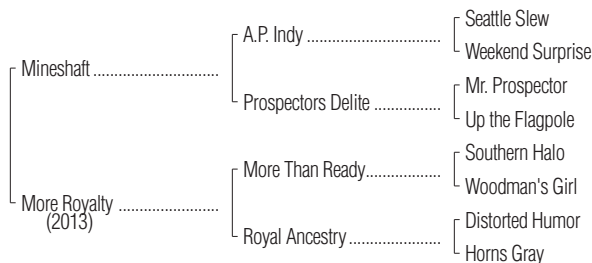 Seattle Slew
A.P. Indy ..............................
Weekend Surprise
Mineshaft ............................
Mr. Prospector
Prospectors Delite ...............
Up the Flagpole
Southern Halo
More Than Ready.................
Woodman's Girl
More Royalty .......................
(2013)
Distorted Humor
Royal Ancestry .....................
Horns Gray